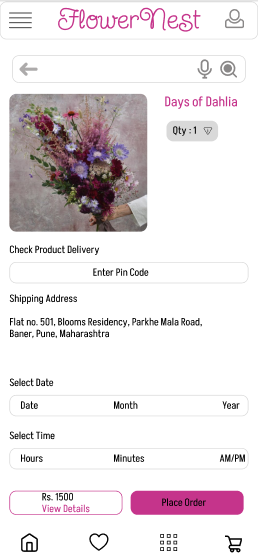 FlowerNest
Days of Dahlia
Qty : 1
Check Product Delivery
Enter Pin Code
Shipping Address
Flat no. 501, Blooms Residency, Parkhe Mala Road,
Baner, Pune, Maharashtra
Select Date
Date Month Year
Select Time
Hours Minutes AM/PM
Rs. 1500
View Details
Place Order